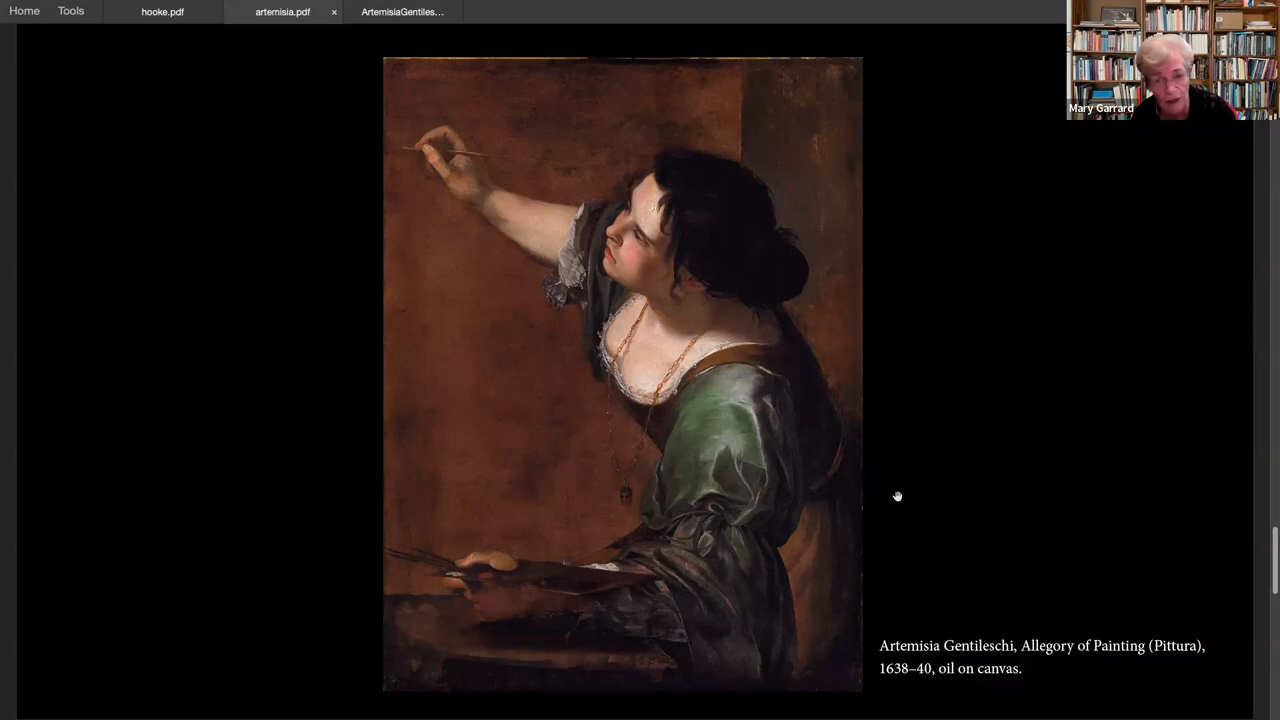 Home Tools hooke.pdf artemisia.pdf × ArtemisiaGentiles...
Mary Garrard
Artemisia Gentileschi, Allegory of Painting (Pittura),
1638–40, oil on canvas.